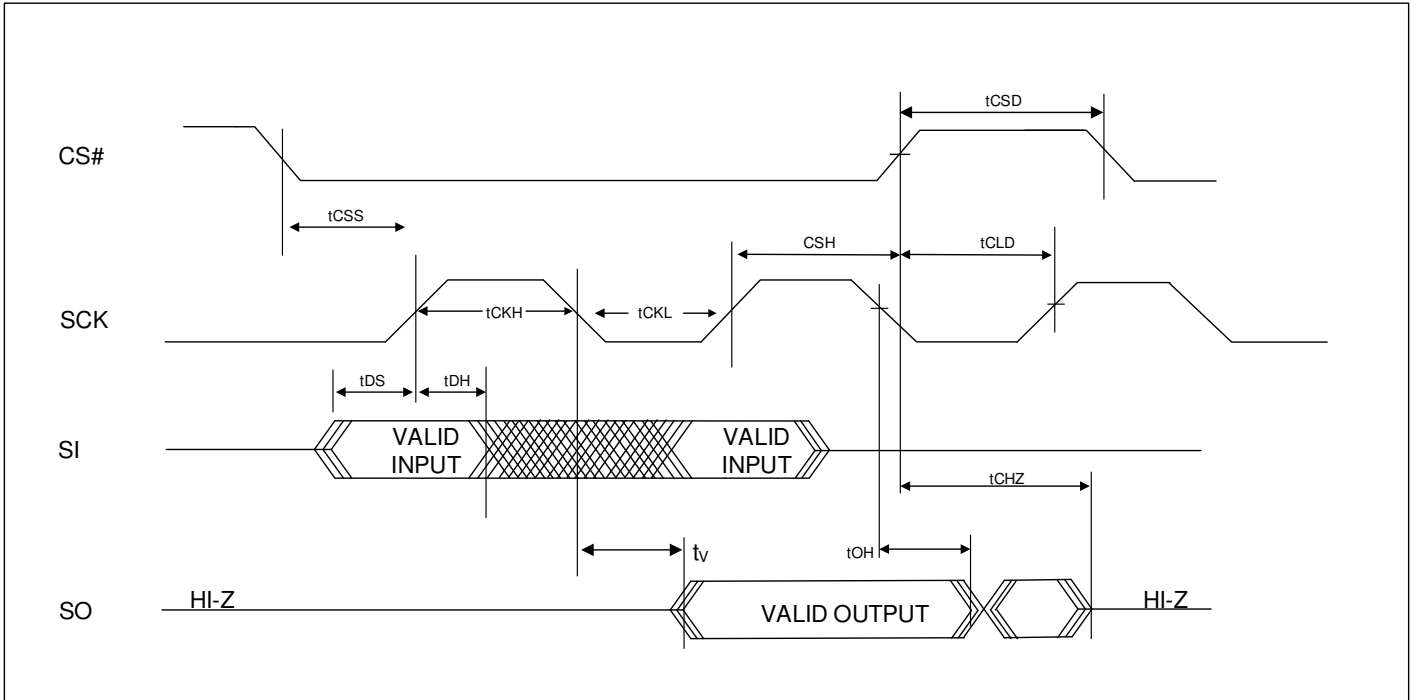 tCSD
CS#
tCSS
CSH
tCLD
SCK
tCKH
tCKL
tDS
tDH
SI
VALID
INPUT
VALID
INPUT
tCHZ
tV
tOH
SO
HI-Z
VALID OUTPUT
HI-Z